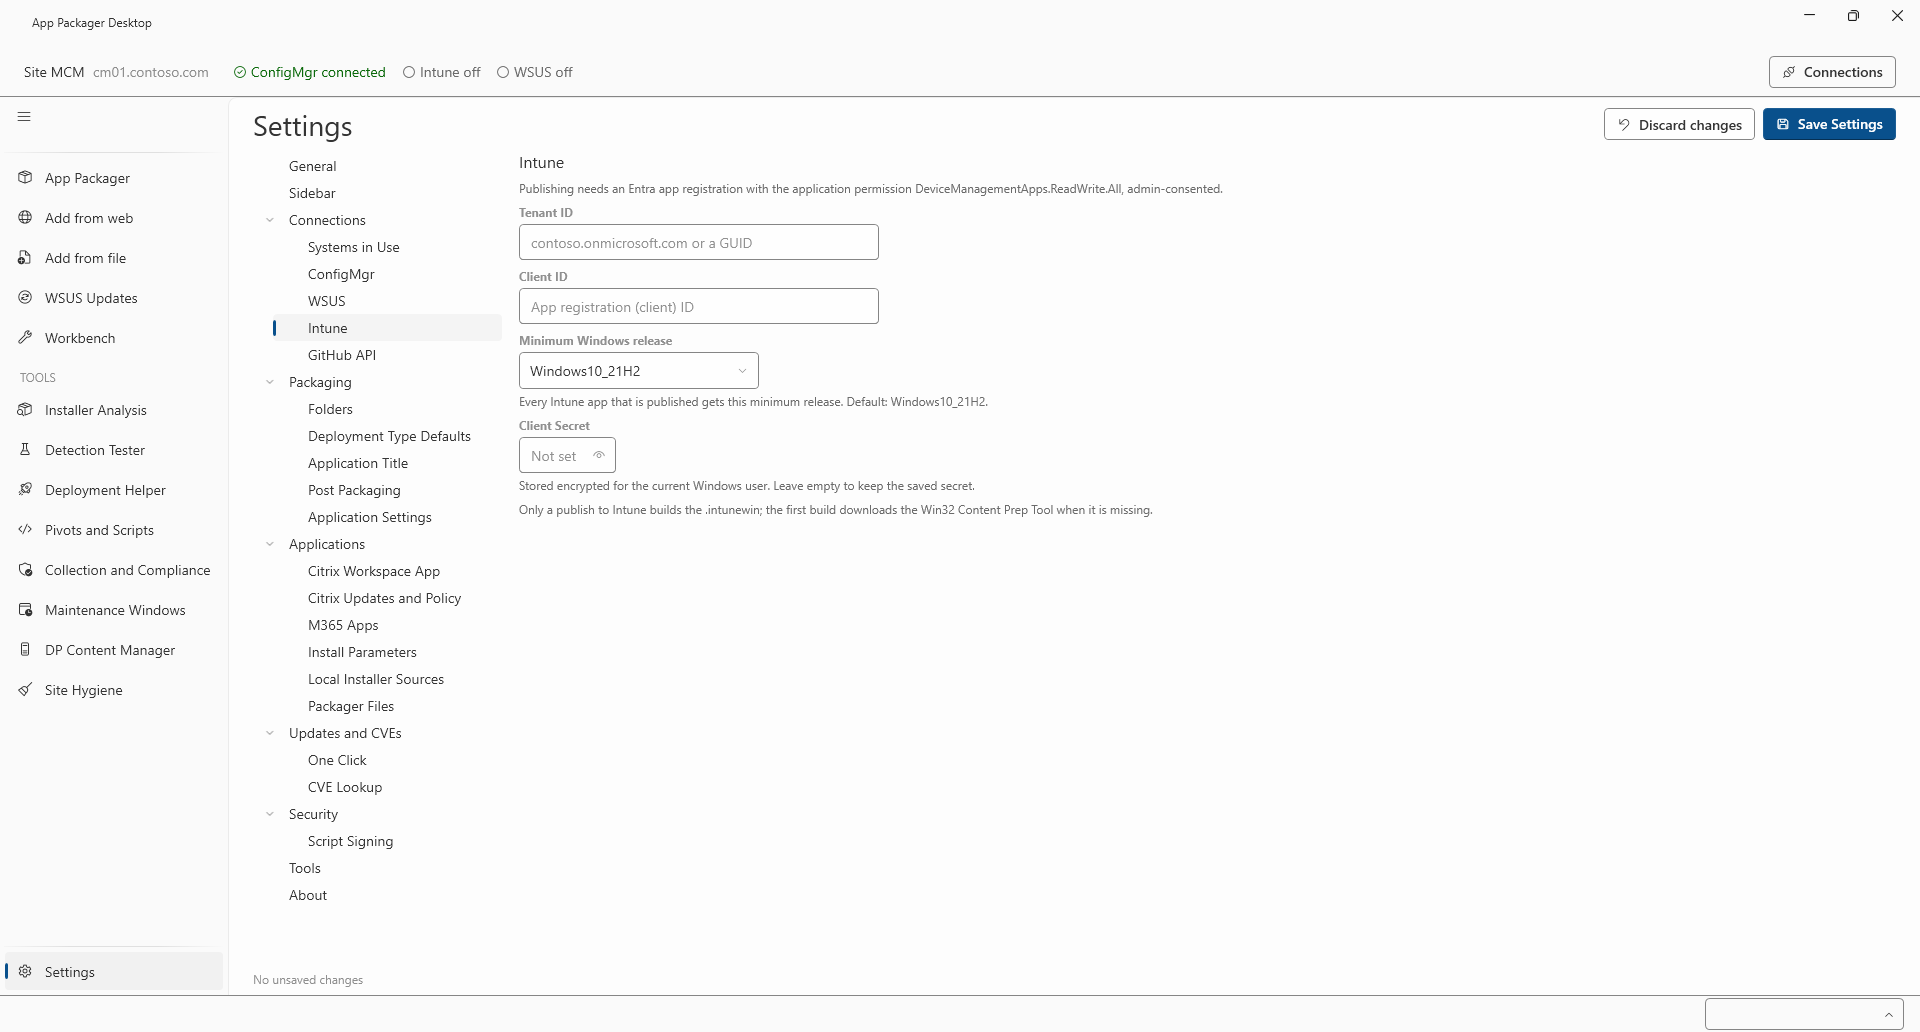 App Packager Desktop
Site MCM cm01.contoso.com ConfigMgr connected Intune off WSUS off
Connections
App Packager
Add from web
Add from file
WSUS Updates
Workbench
TOOLS
Installer Analysis
Detection Tester
Deployment Helper
Pivots and Scripts
Collection and Compliance
Maintenance Windows
DP Content Manager
Site Hygiene
Settings
Settings
Discard changes
Save Settings
General
Sidebar
Connections
Systems in Use
ConfigMgr
WSUS
Intune
GitHub API
Packaging
Folders
Deployment Type Defaults
Application Title
Post Packaging
Application Settings
Applications
Citrix Workspace App
Citrix Updates and Policy
M365 Apps
Install Parameters
Local Installer Sources
Packager Files
Updates and CVEs
One Click
CVE Lookup
Security
Script Signing
Tools
About
Intune
Publishing needs an Entra app registration with the application permission DeviceManagementApps.ReadWrite.All, admin-consented.
Tenant ID
contoso.onmicrosoft.com or a GUID
Client ID
App registration (client) ID
Minimum Windows release
Windows10_21H2
Every Intune app that is published gets this minimum release. Default: Windows10_21H2.
Client Secret
Not set
Stored encrypted for the current Windows user. Leave empty to keep the saved secret.
Only a publish to Intune builds the .intunewin; the first build downloads the Win32 Content Prep Tool when it is missing.
No unsaved changes